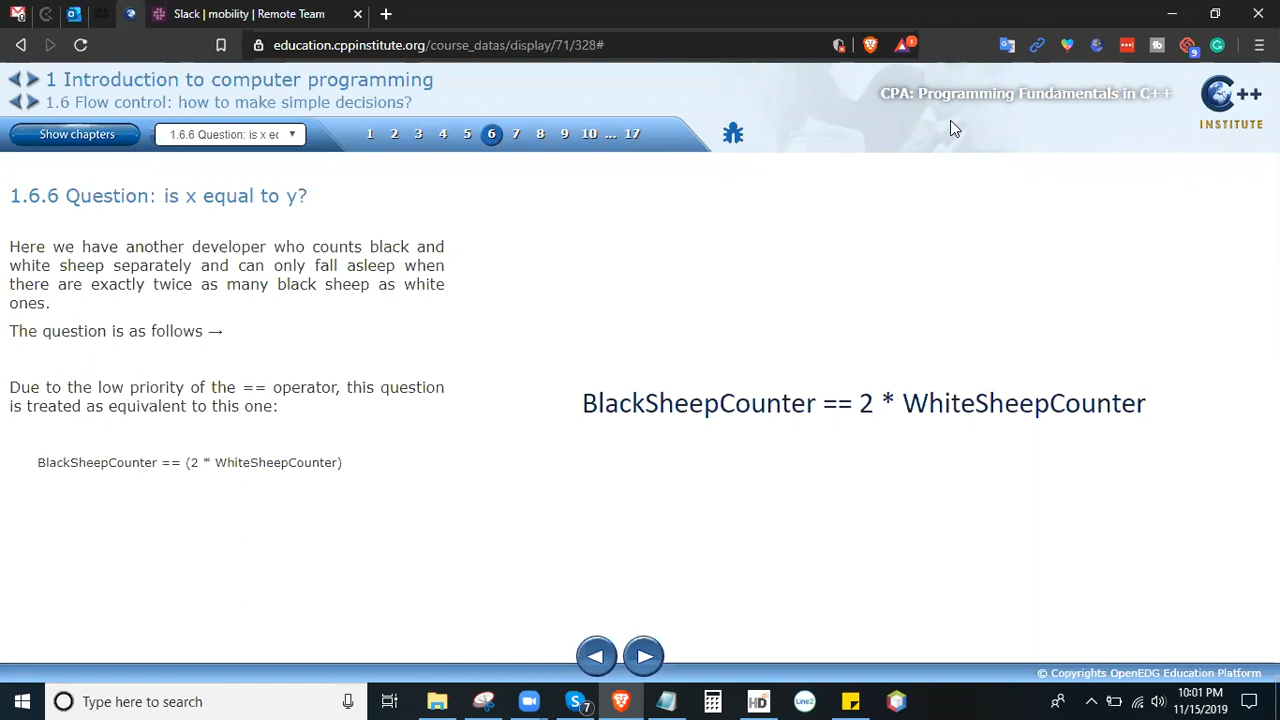 Slack | mobility | Remote Team
education.cppinstitute.org/course_datas/display/71/328#
1 Introduction to computer programming
1.6 Flow control: how to make simple decisions?
CPA: Programming Fundamentals in C++
C++
INSTITUTE
Show chapters
1.6.6 Question: is x ec
1 2 3 4 5 6 7 8 9 10 ... 17
1.6.6 Question: is x equal to y?
Here we have another developer who counts black and
white sheep separately and can only fall asleep when
there are exactly twice as many black sheep as white
ones.
The question is as follows →
Due to the low priority of the == operator, this question
is treated as equivalent to this one:
BlackSheepCounter == 2 * WhiteSheepCounter
BlackSheepCounter == (2 * WhiteSheepCounter)
© Copyrights OpenEDG Education Platform
Type here to search
7
HD
Line2
10:01 PM
11/15/2019
9
1